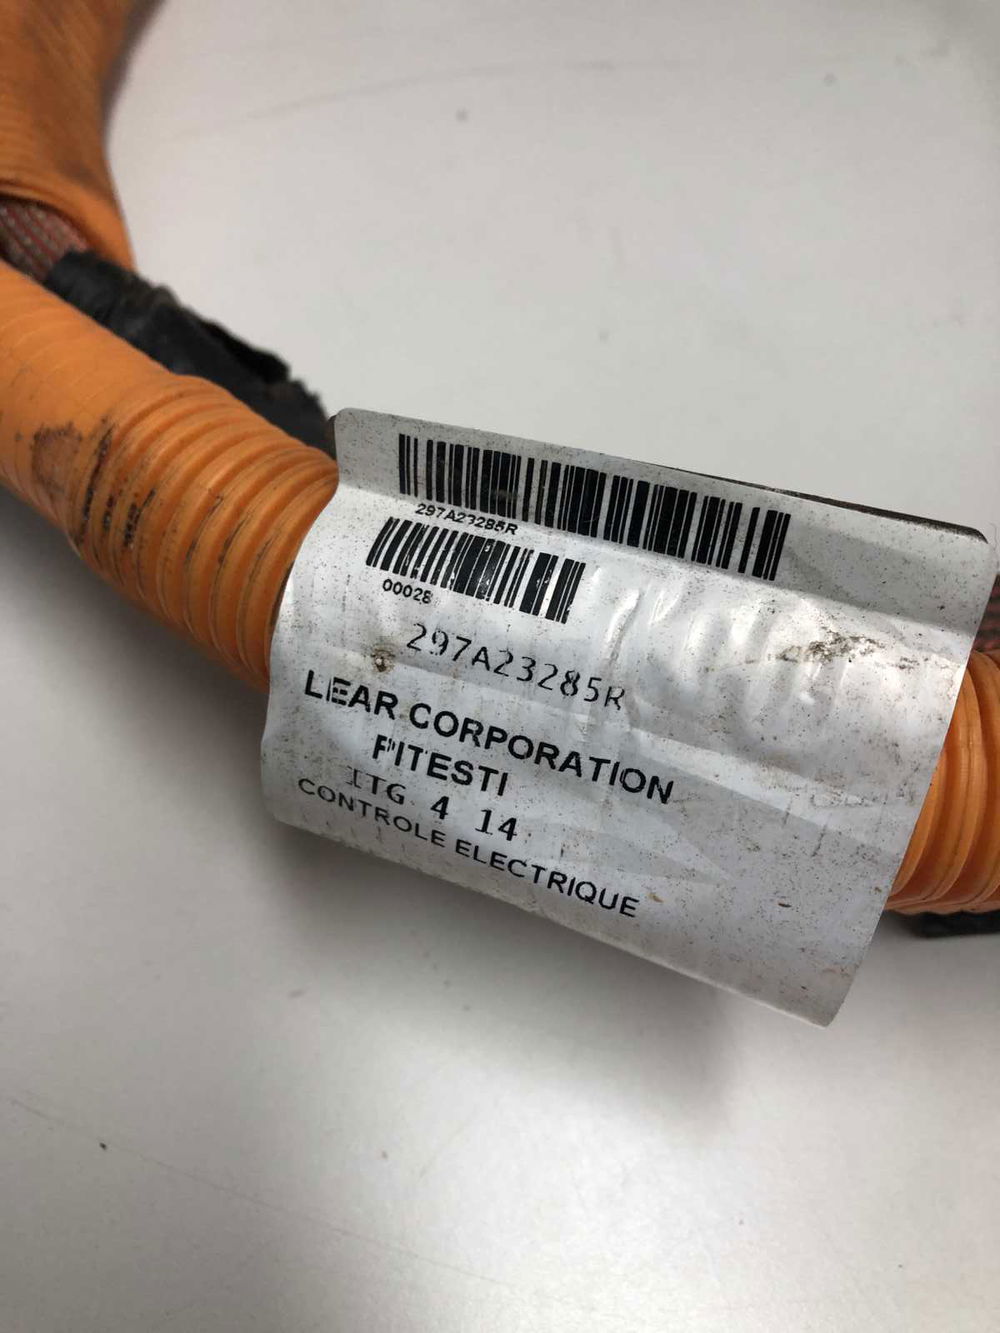 297A23285R
00028
297A23285R
LEAR CORPORATION
PITESTI
ITG 4 14
CONTROLE ELECTRIQUE